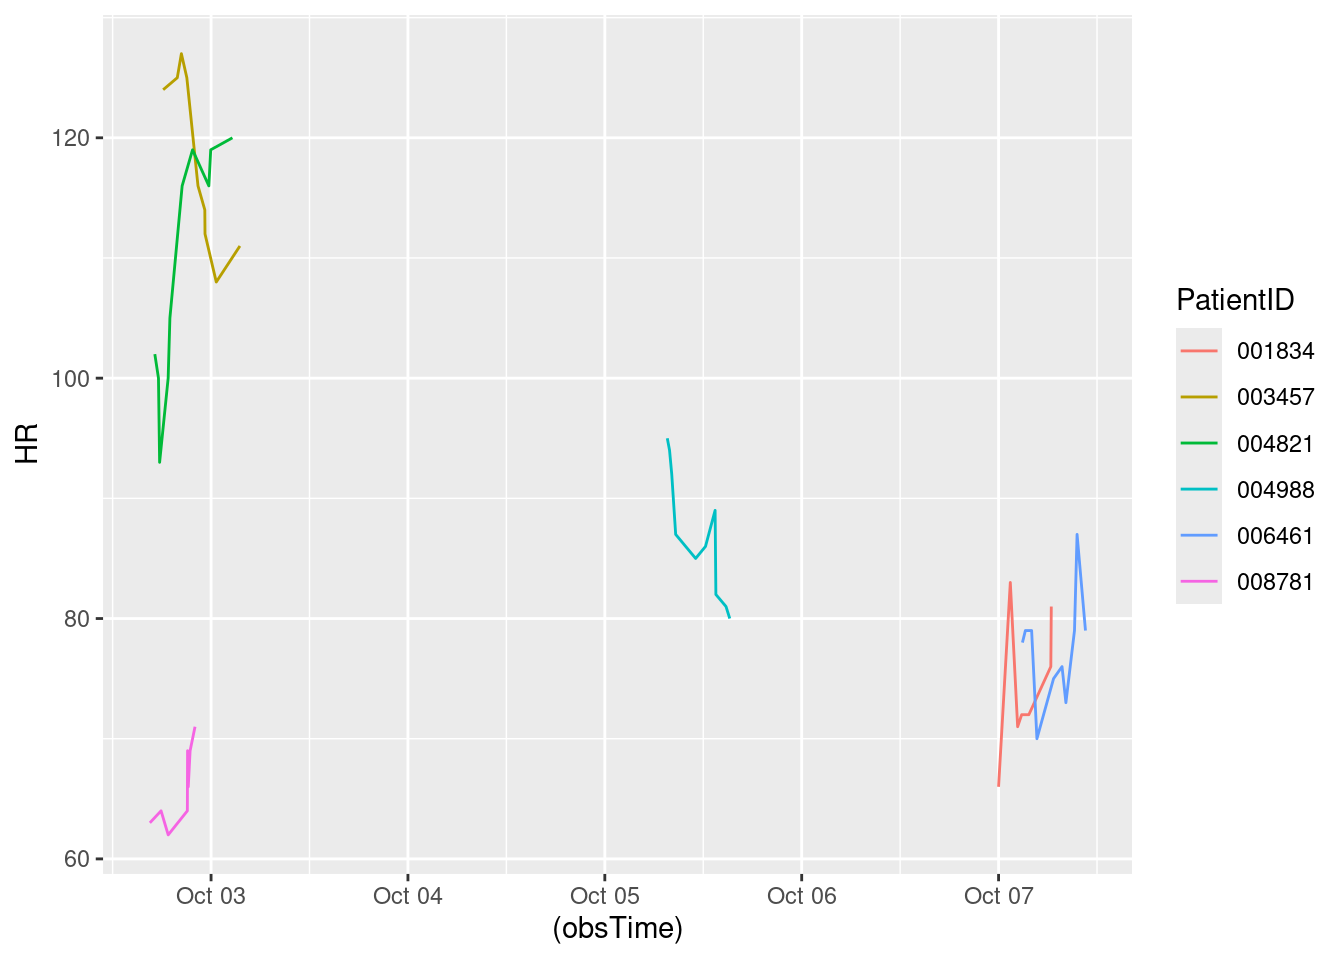 HR
120
100
80
60
Oct 03
Oct 04
Oct 05
Oct 06
Oct 07
(obsTime)
PatientID
001834
003457
004821
004988
006461
008781